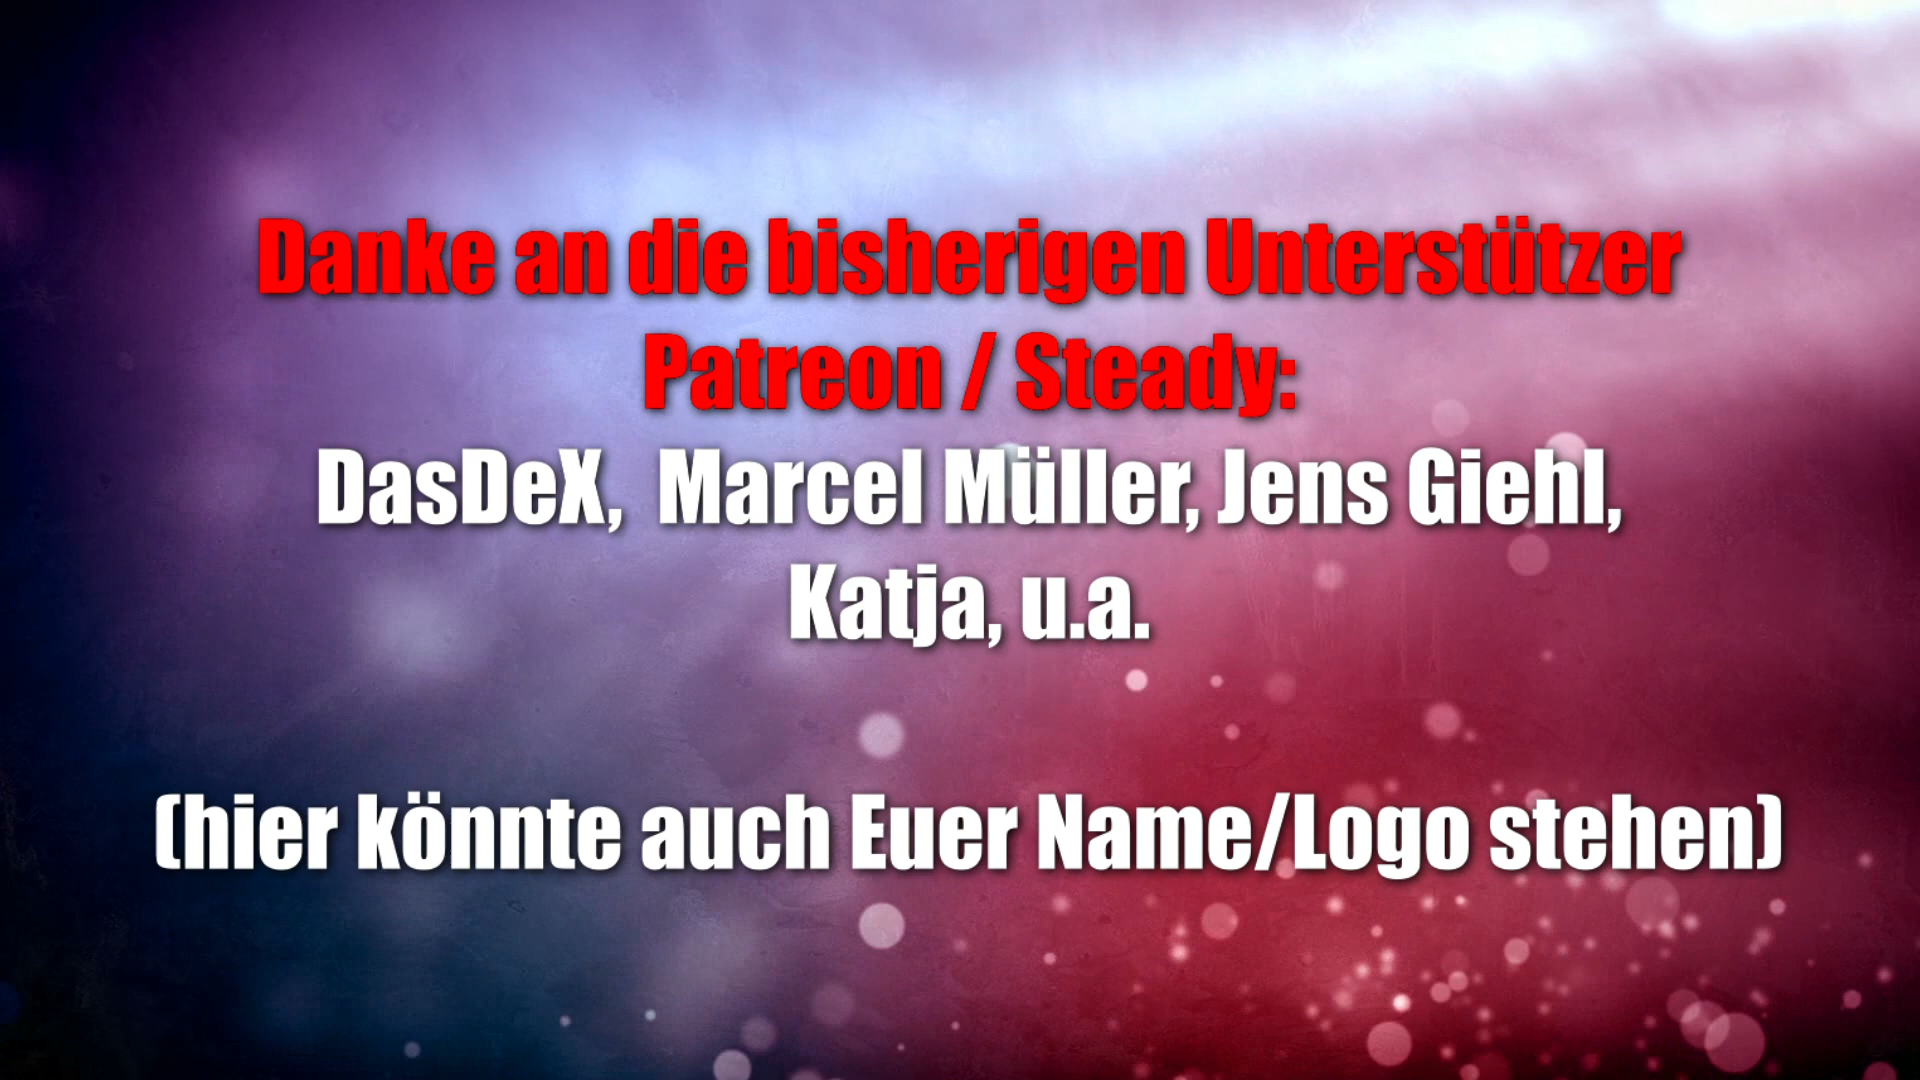 Danke an die bisherigen Unterstützer
Patreon / Steady:
DasDeX,  Marcel Müller, Jens Giehl,
Katja, u.a.
(hier könnte auch Euer Name/Logo stehen)